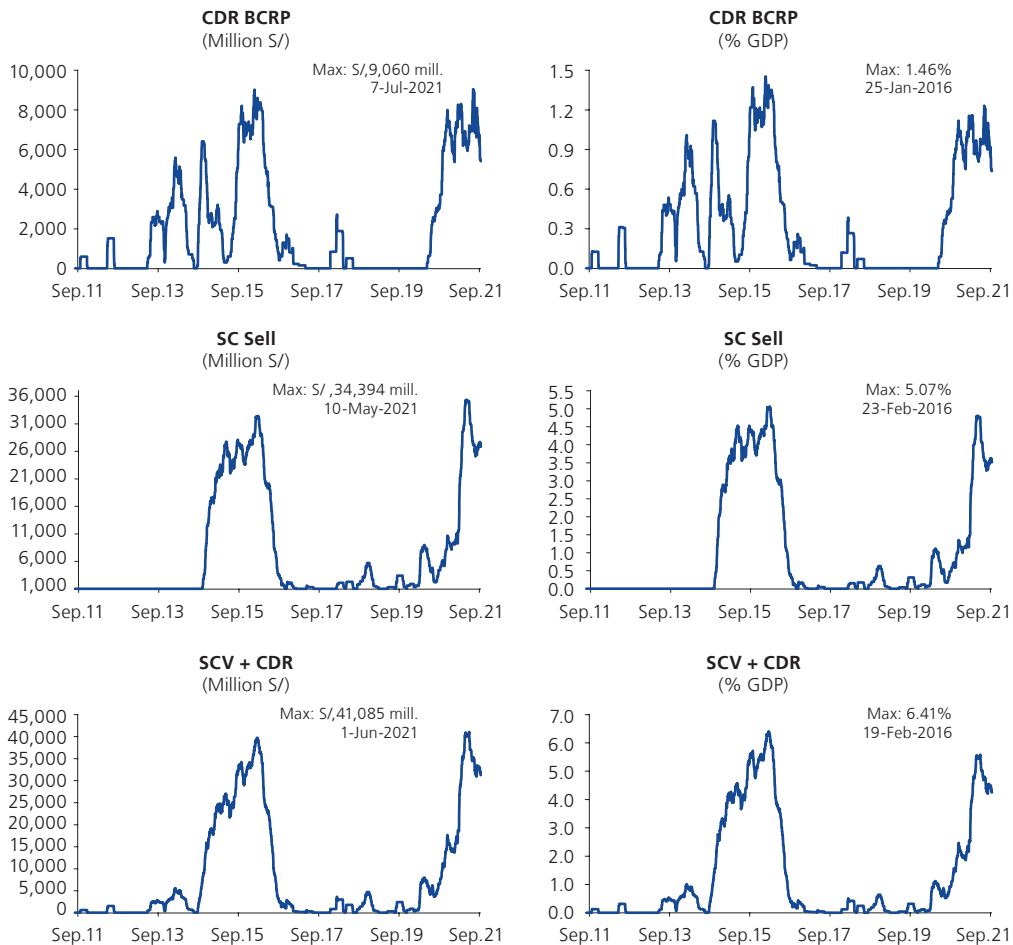 CDR BCRP
(Million S/)
Max: S/,9,060 mill.
7-Jul-2021
10,000
8,000
6,000
4,000
2,000
0
Sep.11 Sep.13 Sep.15 Sep.17 Sep.19 Sep.21
CDR BCRP
(% GDP)
Max: 1.46%
25-Jan-2016
1.5
1.2
0.9
0.6
0.3
0.0
Sep.11 Sep.13 Sep.15 Sep.17 Sep.19 Sep.21
SC Sell
(Million S/)
Max: S/ ,34,394 mill.
10-May-2021
36,000
31,000
26,000
21,000
16,000
11,000
6,000
1,000
Sep.11 Sep.13 Sep.15 Sep.17 Sep.19 Sep.21
SC Sell
(% GDP)
Max: 5.07%
23-Feb-2016
5.5
5.0
4.5
4.0
3.5
3.0
2.5
2.0
1.5
1.0
0.5
0.0
Sep.11 Sep.13 Sep.15 Sep.17 Sep.19 Sep.21
SCV + CDR
(Million S/)
Max: S/,41,085 mill.
1-Jun-2021
45,000
40,000
35,000
30,000
25,000
20,000
15,000
10,000
5,000
0
Sep.11 Sep.13 Sep.15 Sep.17 Sep.19 Sep.21
SCV + CDR
(% GDP)
Max: 6.41%
19-Feb-2016
7.0
6.0
5.0
4.0
3.0
2.0
1.0
0.0
Sep.11 Sep.13 Sep.15 Sep.17 Sep.19 Sep.21